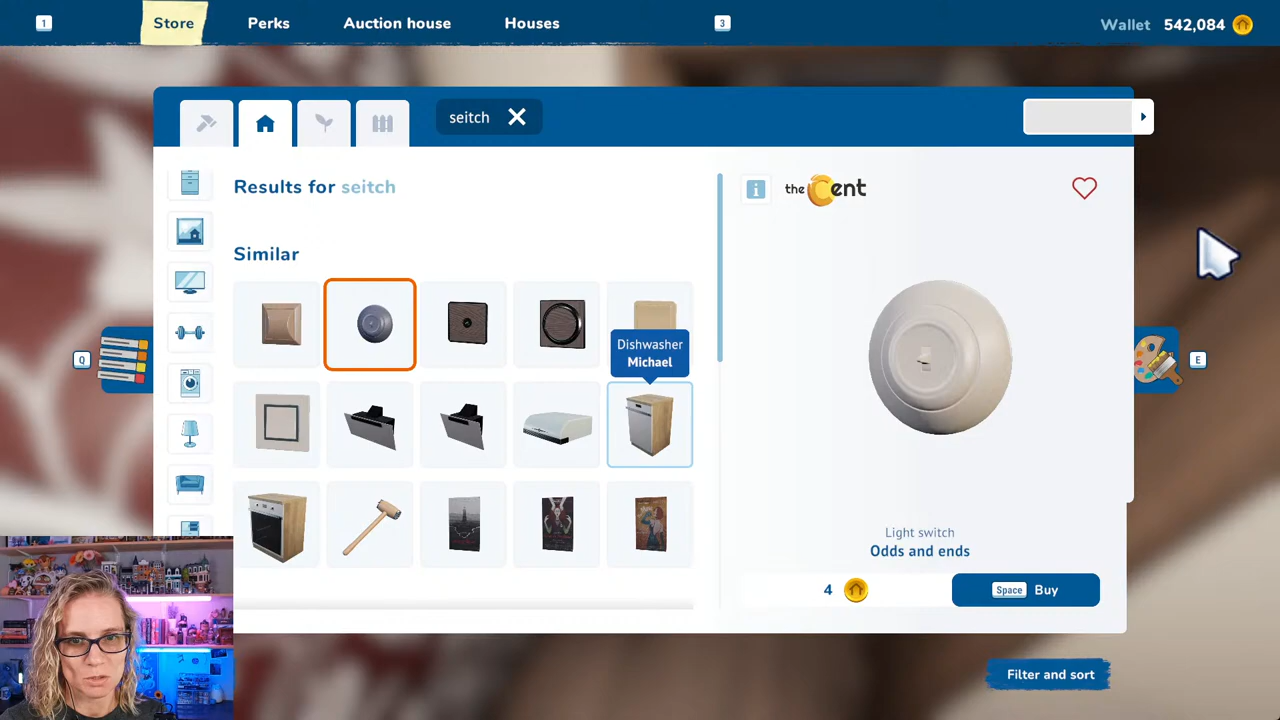 1
Store
Perks
Auction house
Houses
3
Wallet 542,084
seitch
Results for seitch
i
the Cent
Similar
Dishwasher
Michael
Q
E
Light switch
Odds and ends
4
Space Buy
Filter and sort